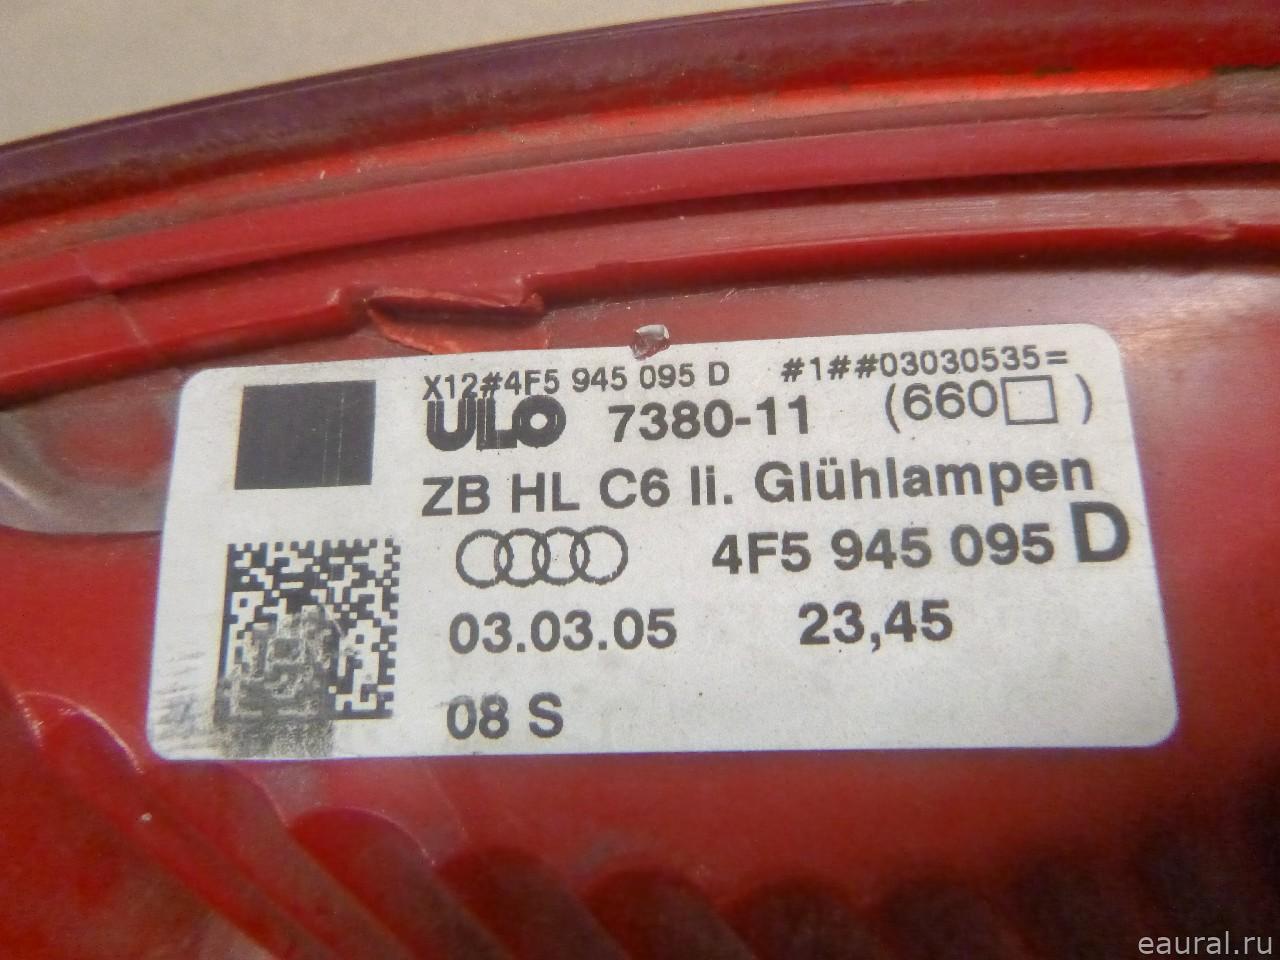 X12#4F5 945 095 D #1##03030535=
ULO 7380-11 (660□ )
ZB HL C6 li. Glühlampen
4F5 945 095 D
03.03.05 23,45
08 S
eaural.ru